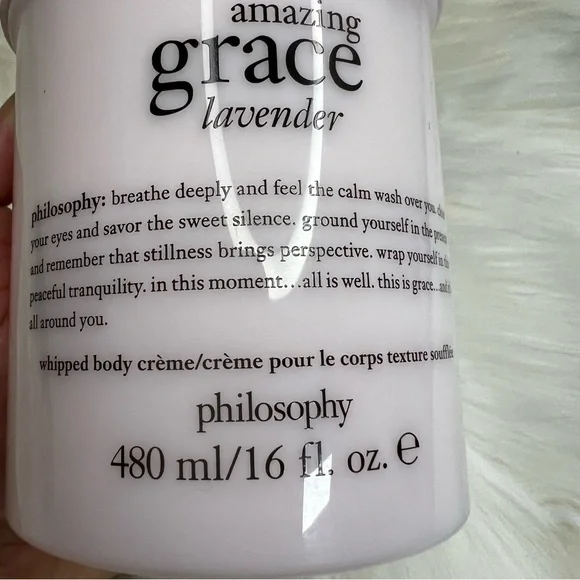 amazing
grace
lavender
philosophy: breathe deeply and feel the calm wash over you.
your eyes and savor the sweet silence. ground yourself in the
and remember that stillness brings perspective. wrap yourself in
peaceful tranquility. in this moment...all is well. this is grace...and
all around you.
whipped body crème/crème pour le corps texture soufflée
philosophy
480 ml/16 fl. oz. e